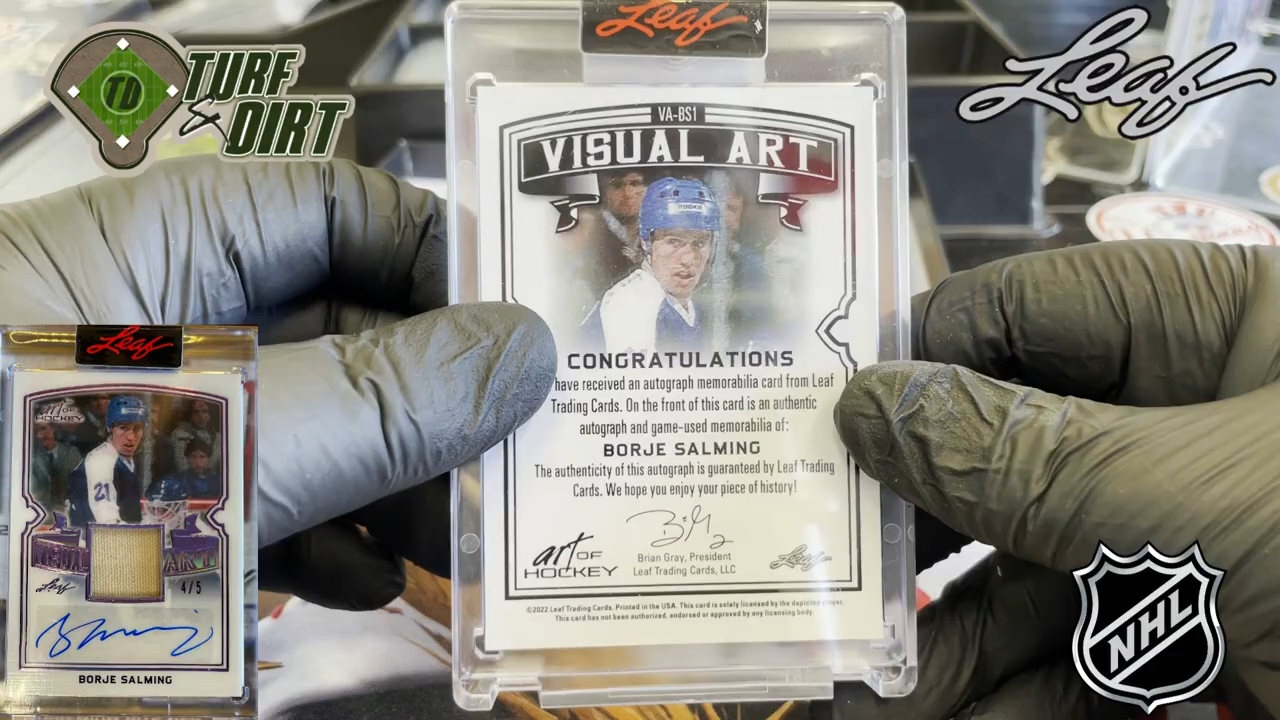 TURF
& DIRT
TD
Leaf
Leaf
VA-BS1
VISUAL ART
CONGRATULATIONS
have received an autograph memorabilia card from Leaf
Trading Cards. On the front of this card is an authentic
autograph and game-used memorabilia of:
BORJE SALMING
The authenticity of this autograph is guaranteed by Leaf Trading
Cards. We hope you enjoy your piece of history!
Brian Gray, President
Leaf Trading Cards, LLC
art OF
HOCKEY
Leaf
©2022 Leaf Trading Cards. Printed in the USA. This card is solely licensed by the depicted player.
This card has not been authorized, endorsed or approved by any licensing body.
Leaf
art OF
HOCKEY
21
VISUAL ART
Leaf
4/5
BORJE SALMING
NHL